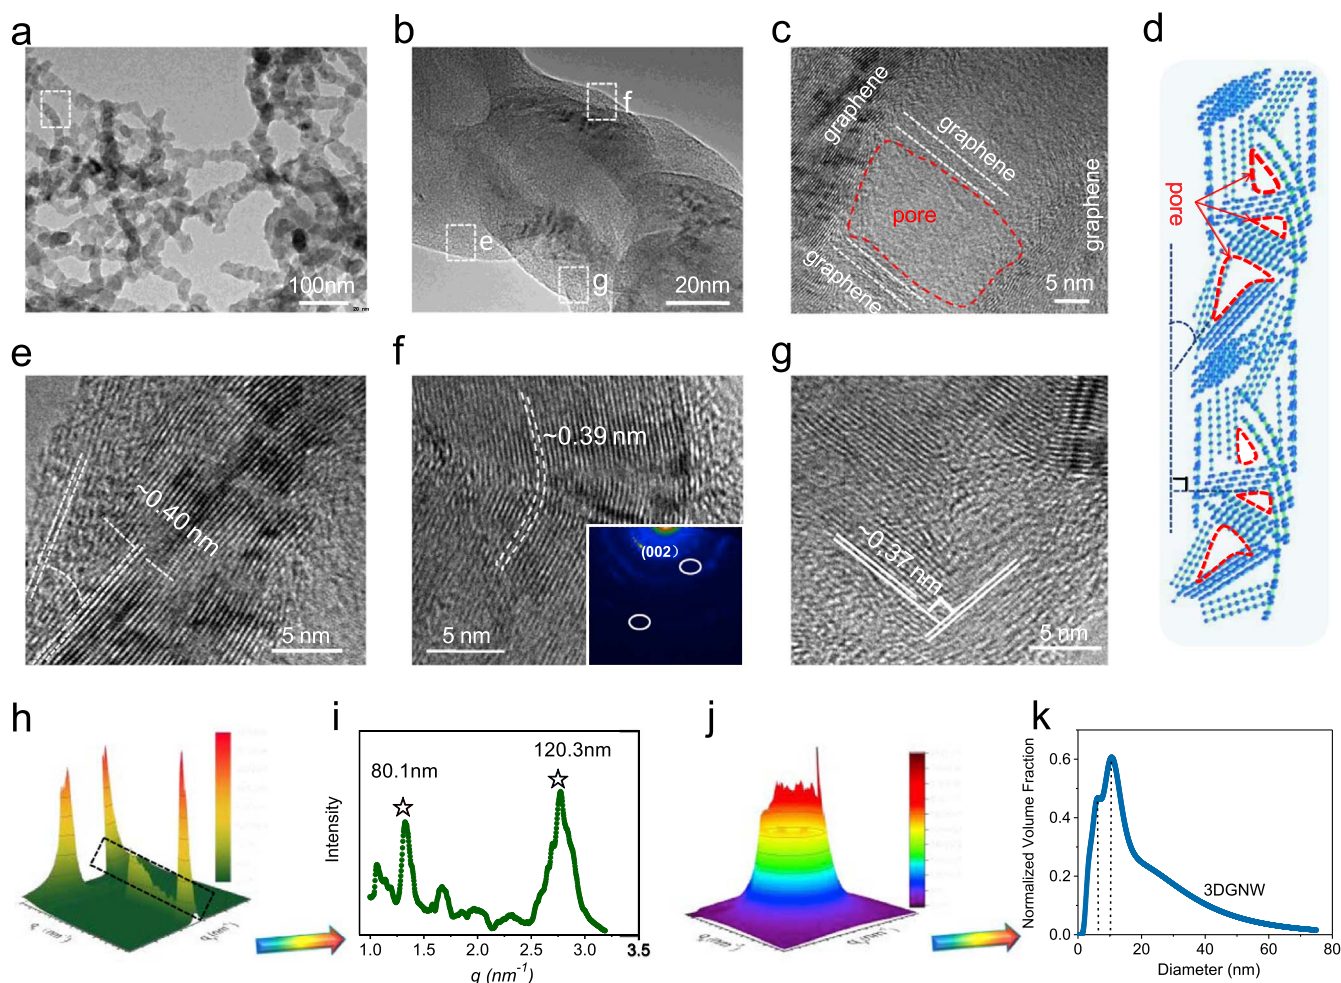 a
b
c
d
100nm
20 nm
f
e
g
20nm
graphene
graphene
graphene
graphene
pore
5 nm
pore
e
f
g
~0.40 nm
5 nm
~0.39 nm
(002)
5 nm
~0.37 nm
5 nm
h
i
j
k
80.1nm
120.3nm
Intensity
1.0 1.5 2.0 2.5 3.0 3.5
q (nm-1)
Normalized Volume Fraction
0.6
0.4
0.2
0.0
3DGNW
0 20 40 60 80
Diameter (nm)